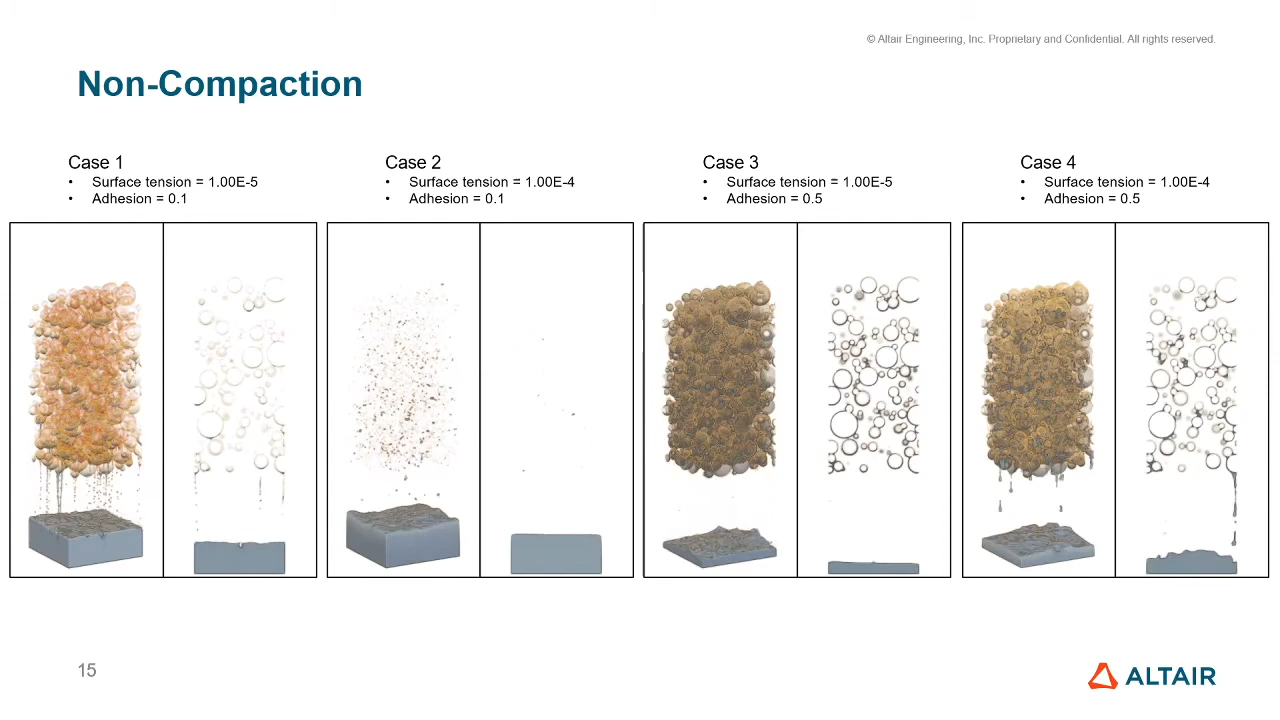 © Altair Engineering, Inc. Proprietary and Confidential. All rights reserved.
Non-Compaction
Case 1
• Surface tension = 1.00E-5
• Adhesion = 0.1
Case 2
• Surface tension = 1.00E-4
• Adhesion = 0.1
Case 3
• Surface tension = 1.00E-5
• Adhesion = 0.5
Case 4
• Surface tension = 1.00E-4
• Adhesion = 0.5
15
ALTAIR